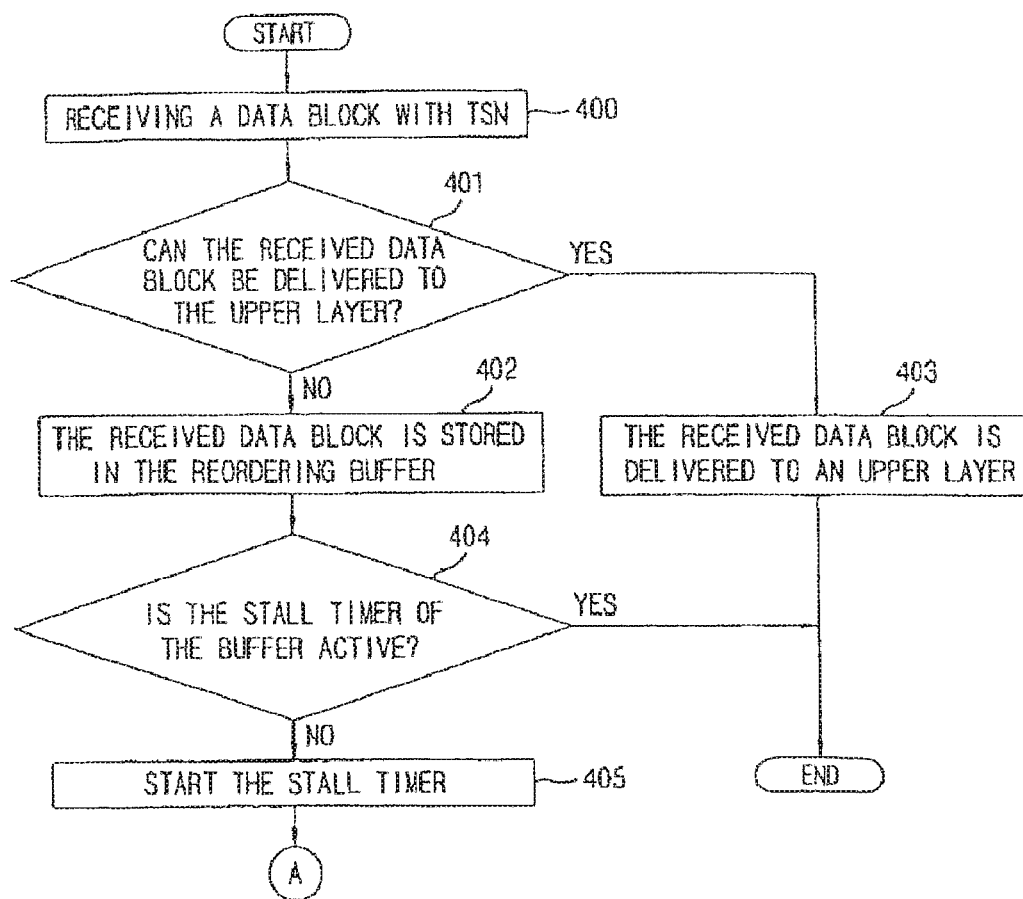 START
RECEIVING A DATA BLOCK WITH TSN
400
401
CAN THE RECEIVED DATA
BLOCK BE DELIVERED TO
THE UPPER LAYER?
YES
NO
402
THE RECEIVED DATA BLOCK IS STORED
IN THE REORDERING BUFFER
403
THE RECEIVED DATA BLOCK IS
DELIVERED TO AN UPPER LAYER
404
IS THE STALL TIMER OF
THE BUFFER ACTIVE?
YES
NO
START THE STALL TIMER
405
END
A